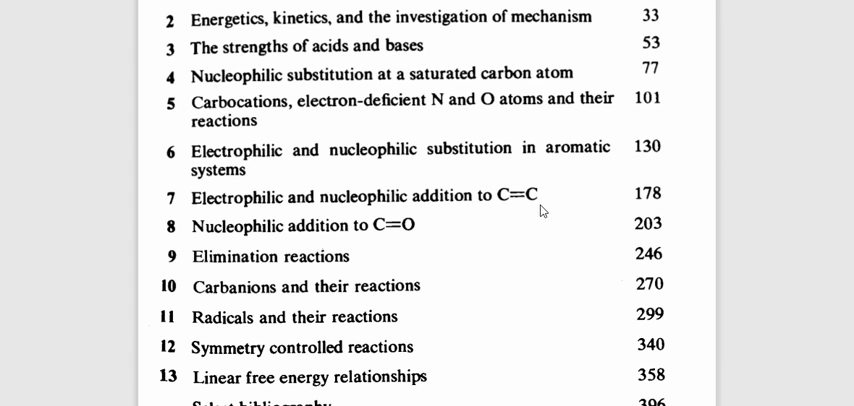 2 Energetics, kinetics, and the investigation of mechanism 33
3 The strengths of acids and bases 53
4 Nucleophilic substitution at a saturated carbon atom 77
5 Carbocations, electron-deficient N and O atoms and their 101
reactions
6 Electrophilic and nucleophilic substitution in aromatic 130
systems
7 Electrophilic and nucleophilic addition to C=C 178
8 Nucleophilic addition to C=O 203
9 Elimination reactions 246
10 Carbanions and their reactions 270
11 Radicals and their reactions 299
12 Symmetry controlled reactions 340
13 Linear free energy relationships 358
Select bibliography 396